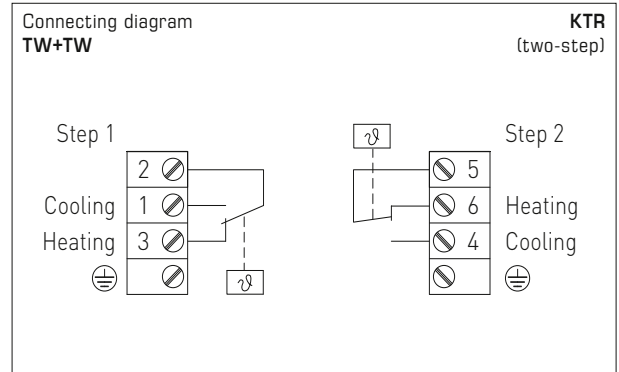 Connecting diagram KTR
TW+TW (two-step)
Step 1 ϑ Step 2
2 5
Cooling 1 6 Heating
Heating 3 4 Cooling
ϑ